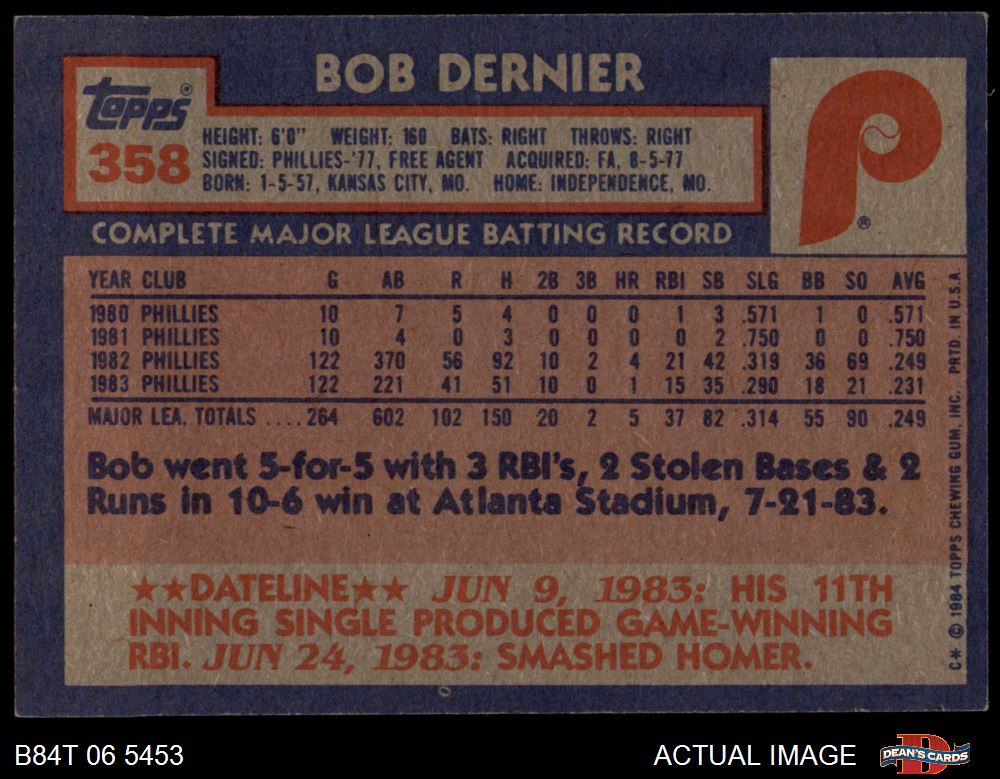 BOB DERNIER
Topps®
358
HEIGHT: 6'0" WEIGHT: 160 BATS: RIGHT THROWS: RIGHT
SIGNED: PHILLIES-'77, FREE AGENT ACQUIRED: FA, 8-5-77
BORN: 1-5-57, KANSAS CITY, MO. HOME: INDEPENDENCE, MO.
P®
COMPLETE MAJOR LEAGUE BATTING RECORD
YEAR CLUB G AB R H 2B 3B HR RBI SB SLG BB SO AVG
1980 PHILLIES 10 7 5 4 0 0 0 1 3 .571 1 0 .571
1981 PHILLIES 10 4 0 3 0 0 0 0 2 .750 0 0 .750
1982 PHILLIES 122 370 56 92 10 2 4 21 42 .319 36 69 .249
1983 PHILLIES 122 221 41 51 10 0 1 15 35 .290 18 21 .231
MAJOR LEA. TOTALS ....264 602 102 150 20 2 5 37 82 .314 55 90 .249
Bob went 5-for-5 with 3 RBI's, 2 Stolen Bases & 2
Runs in 10-6 win at Atlanta Stadium, 7-21-83.
★★DATELINE★★ JUN 9, 1983: HIS 11TH
INNING SINGLE PRODUCED GAME-WINNING
RBI. JUN 24, 1983: SMASHED HOMER.
C* © 1984 TOPPS CHEWING GUM, INC. PRTD. IN U.S.A.
B84T 06 5453
ACTUAL IMAGE
DEAN'S CARDS